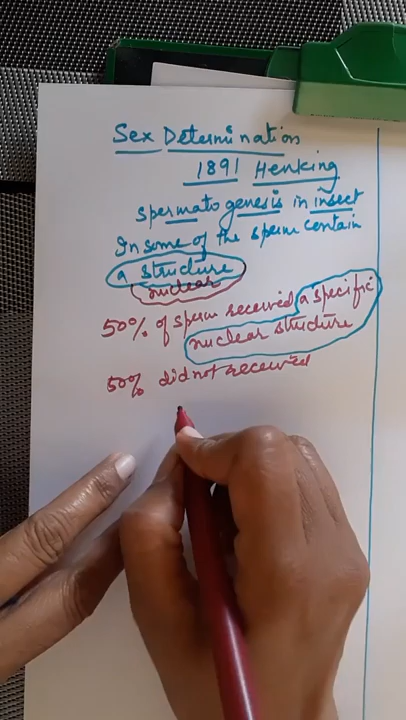 Sex Determination
1891 Henking
Spermatogenesis in insect
In some of the sperm contain
a structure
nuclear
50% of sperm received a specific
nuclear structure
50% did not received